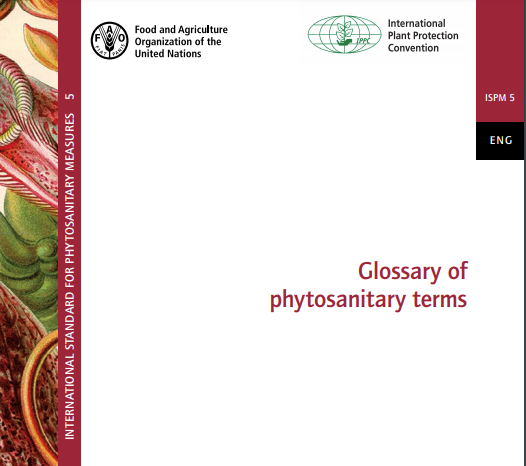 Food and Agriculture
Organization of the
United Nations
International
Plant Protection
Convention
IPPC
ISPM 5
ENG
INTERNATIONAL STANDARD FOR PHYTOSANITARY MEASURES 5
Glossary of
phytosanitary terms